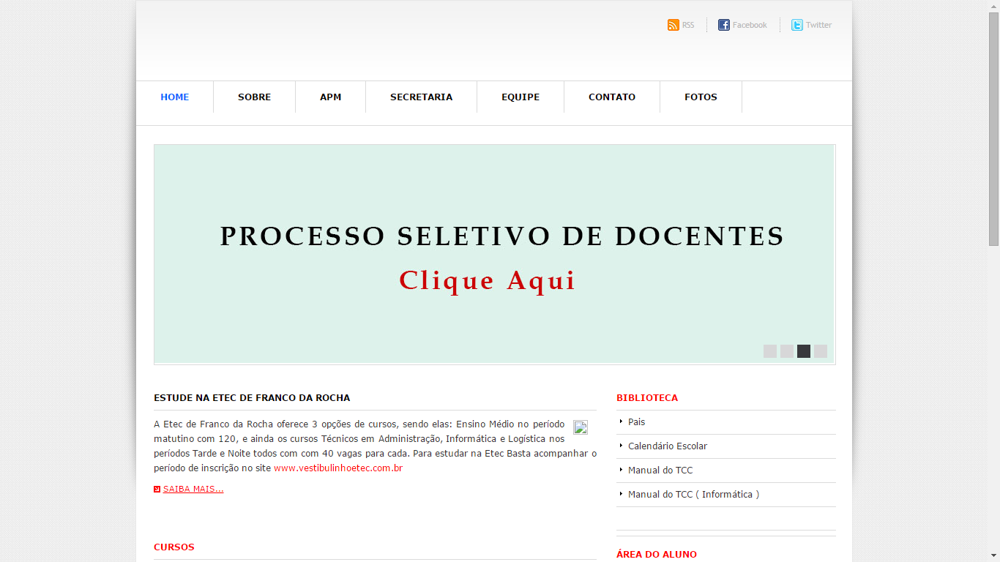 RSS
Facebook
Twitter
HOME
SOBRE
APM
SECRETARIA
EQUIPE
CONTATO
FOTOS
PROCESSO SELETIVO DE DOCENTES
Clique Aqui
ESTUDE NA ETEC DE FRANCO DA ROCHA
A Etec de Franco da Rocha oferece 3 opções de cursos, sendo elas: Ensino Médio no período
matutino com 120, e ainda os cursos Técnicos em Administração, Informática e Logística nos
períodos Tarde e Noite todos com com 40 vagas para cada. Para estudar na Etec Basta acompanhar o
período de inscrição no site www.vestibulinhoetec.com.br
SAIBA MAIS...
CURSOS
BIBLIOTECA
Pais
Calendário Escolar
Manual do TCC
Manual do TCC ( Informática )
ÁREA DO ALUNO